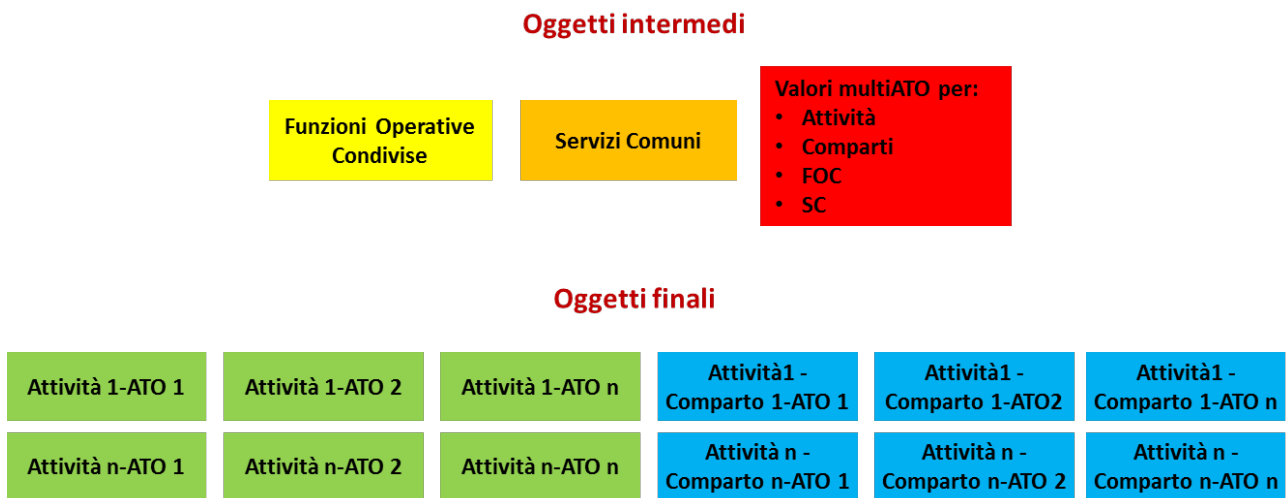 Oggetti intermedi
Funzioni Operative
Condivise
Servizi Comuni
Valori multiATO per:
• Attività
• Comparti
• FOC
• SC
Oggetti finali
Attività 1-ATO 1
Attività 1-ATO 2
Attività 1-ATO n
Attività1 -
Comparto 1-ATO 1
Attività1 -
Comparto 1-ATO2
Attività1 -
Comparto 1-ATO n
Attività n-ATO 1
Attività n-ATO 2
Attività n-ATO n
Attività n -
Comparto n-ATO 1
Attività n -
Comparto n-ATO 2
Attività n -
Comparto n-ATO n